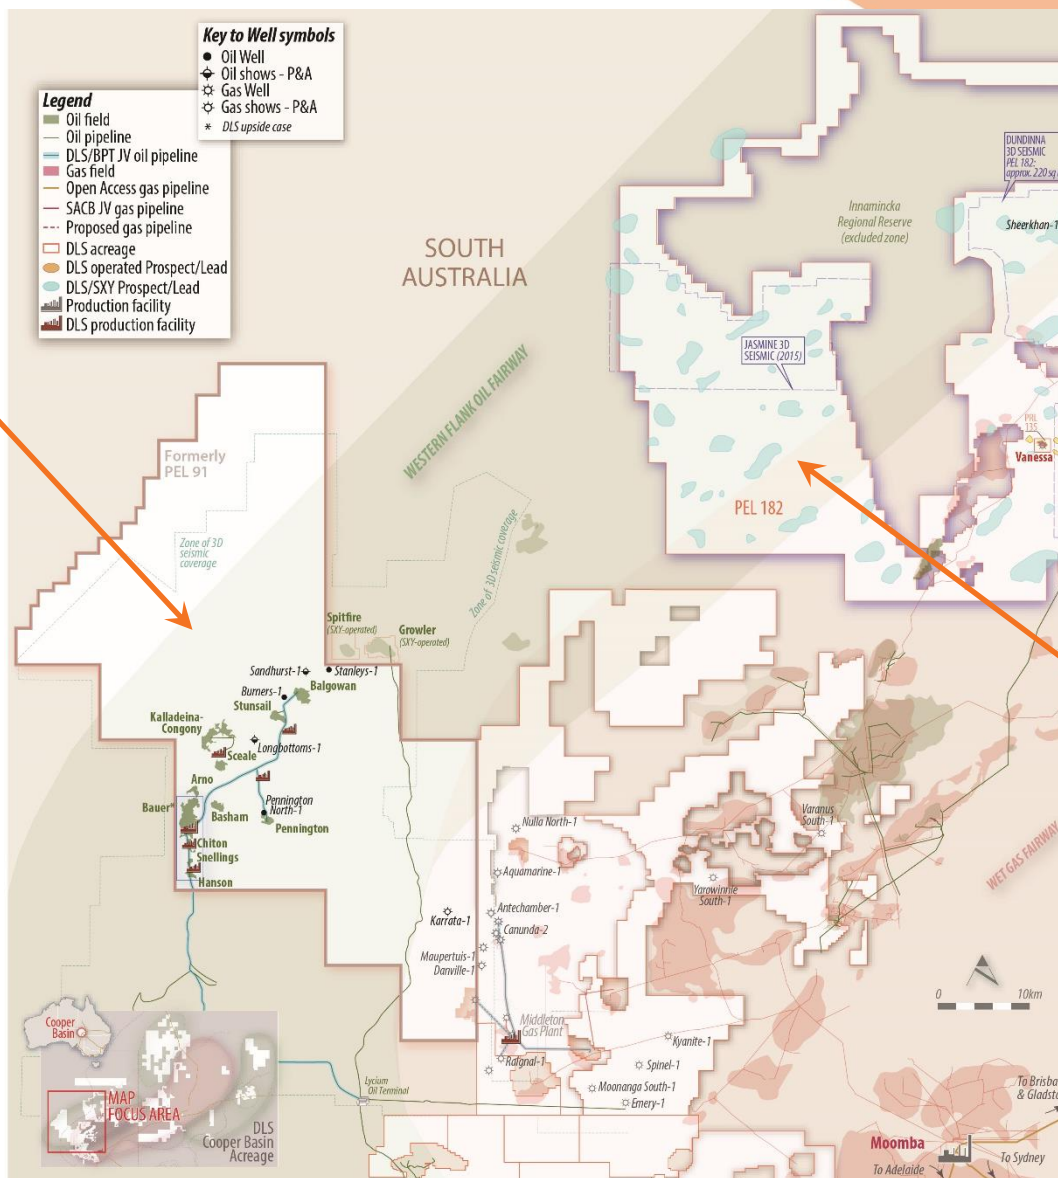 Key to Well symbols
Oil Well
Oil shows - P&A
Gas Well
Gas shows - P&A
* DLS upside case
Legend
Oil field
Oil pipeline
DLS/BPT JV oil pipeline
Gas field
Open Access gas pipeline
SACB JV gas pipeline
Proposed gas pipeline
DLS acreage
DLS operated Prospect/Lead
DLS/SXY Prospect/Lead
Production facility
DLS production facility
SOUTH
AUSTRALIA
Innamincka
Regional Reserve
(excluded zone)
DUNDINNA
3D SEISMIC
PEL 182:
approx. 220 sq
Sheerkhan-1
JASMINE 3D
SEISMIC (2015)
WESTERN FLANK OIL FAIRWAY
PRL
135
Vanessa
PEL 182
Formerly
PEL 91
Zone of 3D
seismic
coverage
Zone of 3D seismic coverage
Spitfire
(SXY-operated)
Growler
(SXY-operated)
Sandhurst-1
Stanleys-1
Burners-1
Balgowan
Stunsail
Kalladeina-
Congony
Longbottoms-1
Sceale
Arno
Bauer*
Basham
Pennington
North-1
Pennington
Chiton
Snellings
Hanson
Nulla North-1
Varanus
South-1
Aquamarine-1
Yarowinnie
South-1
WET GAS FAIRWAY
Antechamber-1
Karrata-1
Canunda-2
Maupertuis-1
Danville-1
0 10km
Middleton
Gas Plant
Kyanite-1
Ralgnal-1
Spinel-1
Moonanga South-1
Emery-1
Lycium
Oil Terminal
Cooper
Basin
MAP
FOCUS AREA
DLS
Cooper Basin
Acreage
To Brisba
& Gladsto
Moomba
To Sydney
To Adelaide